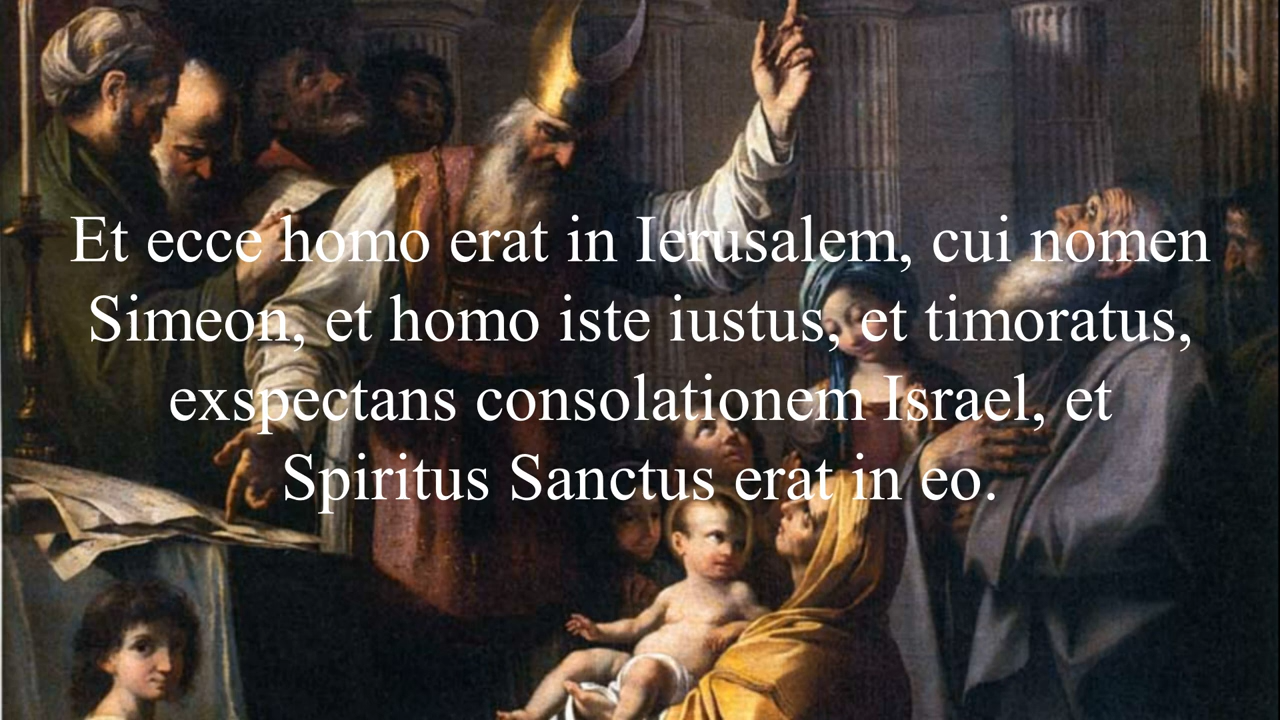 Et ecce homo erat in Ierusalem, cui nomen
Simeon, et homo iste iustus, et timoratus,
exspectans consolationem Israel, et
Spiritus Sanctus erat in eo.